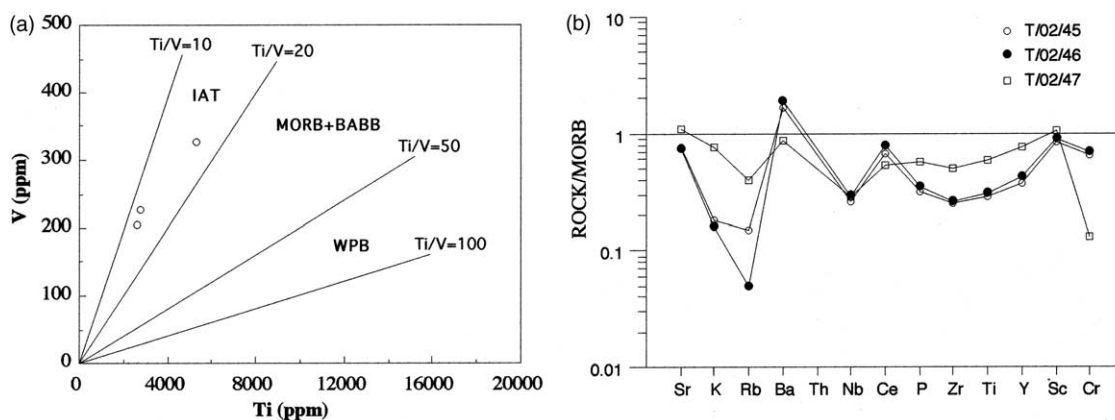 (a)
500
400
300
200
100
0
V (ppm)
Ti/V=10
Ti/V=20
IAT
MORB+BABB
Ti/V=50
WPB
Ti/V=100
0 4000 8000 12000 16000 20000
Ti (ppm)
(b)
10
1
0.1
0.01
ROCK/MORB
T/02/45
T/02/46
T/02/47
Sr K Rb Ba Th Nb Ce P Zr Ti Y Sc Cr